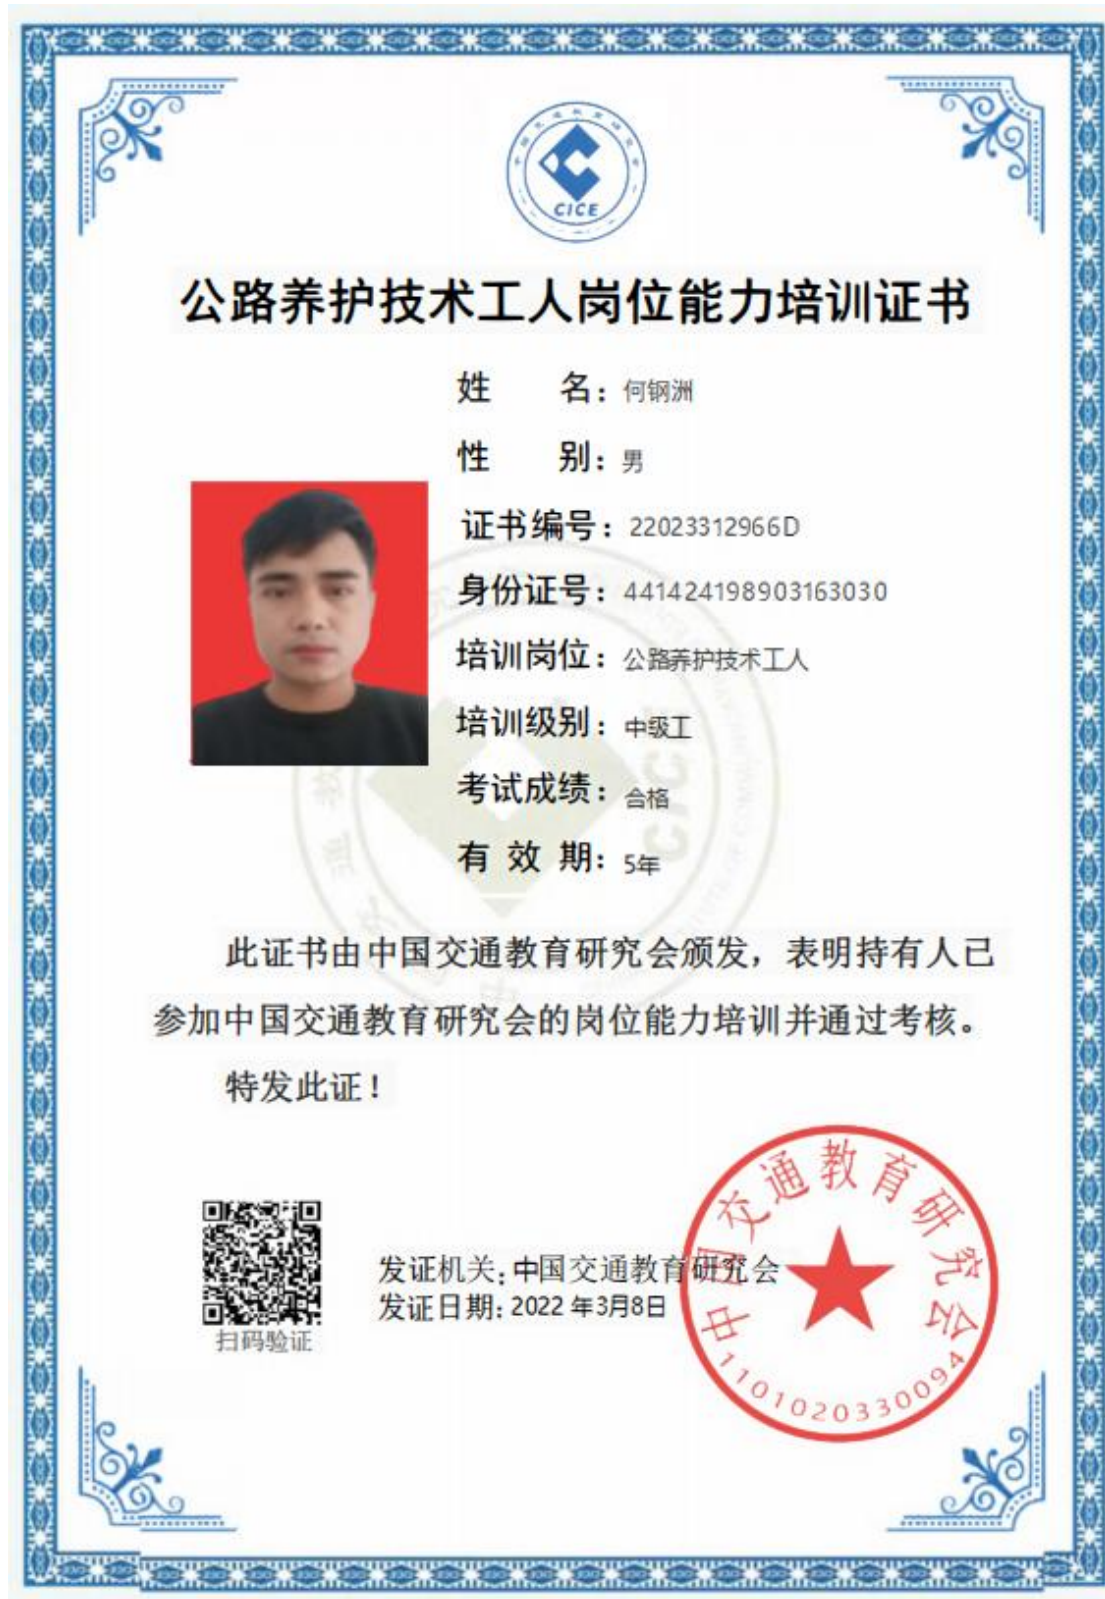 CICE
公路养护技术工人岗位能力培训证书
姓 名：何钢洲
性 别：男
证书编号：22023312966D
身份证号：441424198903163030
培训岗位：公路养护技术工人
培训级别：中级工
考试成绩：合格
有 效 期：5年
此证书由中国交通教育研究会颁发，表明持有人已
参加中国交通教育研究会的岗位能力培训并通过考核。
特发此证！
扫码验证
发证机关：中国交通教育研究会
发证日期：2022 年3月8日
中国交通教育研究会
1101020330094